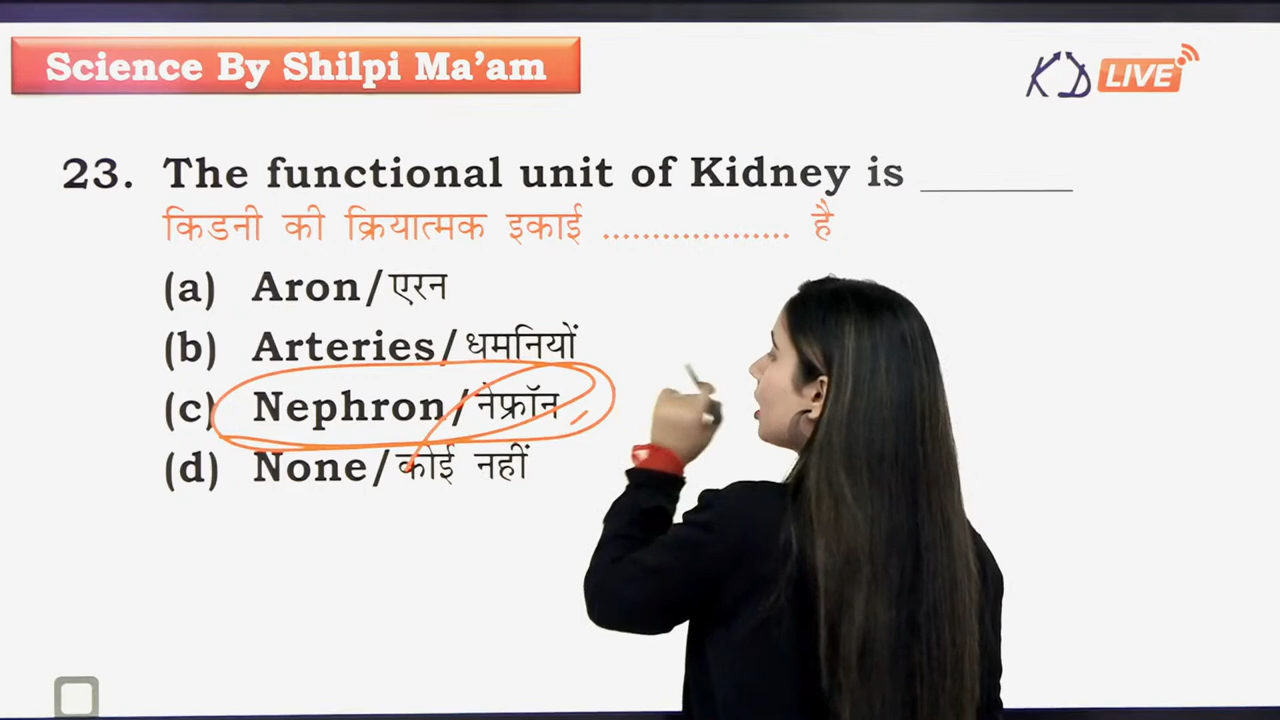 Science By Shilpi Ma’am
KD LIVE
23. The functional unit of Kidney is ________
किडनी की क्रियात्मक इकाई ................... है
(a) Aron/एरन
(b) Arteries/धमनियों
(c) Nephron/नेफ्रॉन
(d) None/कोई नहीं